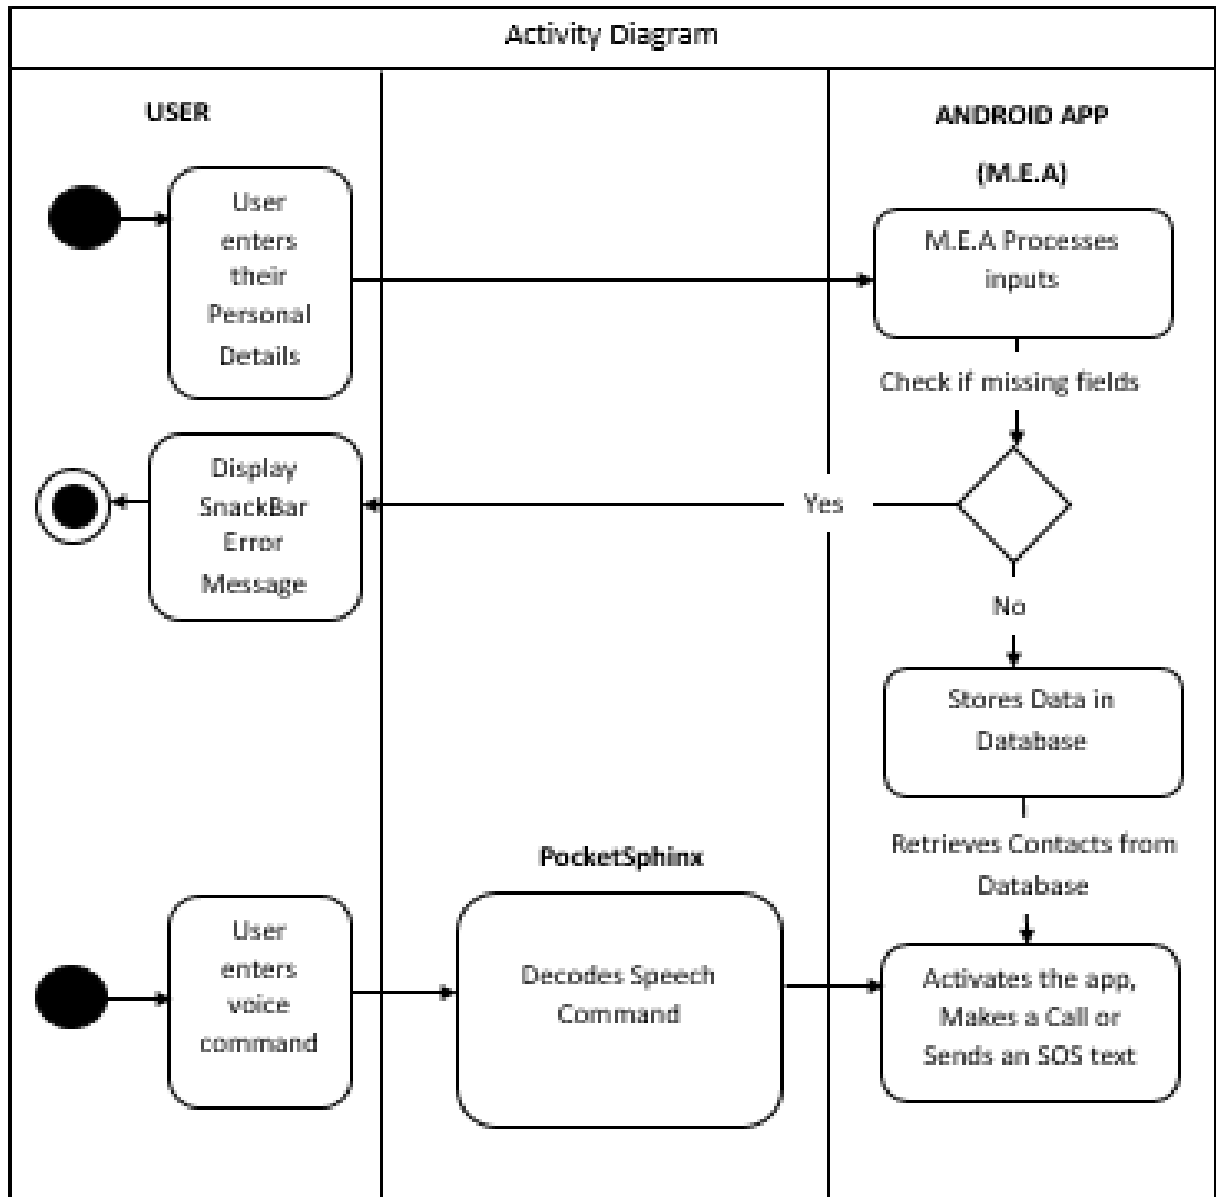 Activity Diagram
USER
ANDROID APP
(M.E.A)
User
enters
their
Personal
Details
M.E.A Processes
inputs
Check if missing fields
Display
SnackBar
Error
Message
Yes
No
Stores Data in
Database
Retrieves Contacts from
Database
PocketSphinx
User
enters
voice
command
Decodes Speech
Command
Activates the app,
Makes a Call or
Sends an SOS text